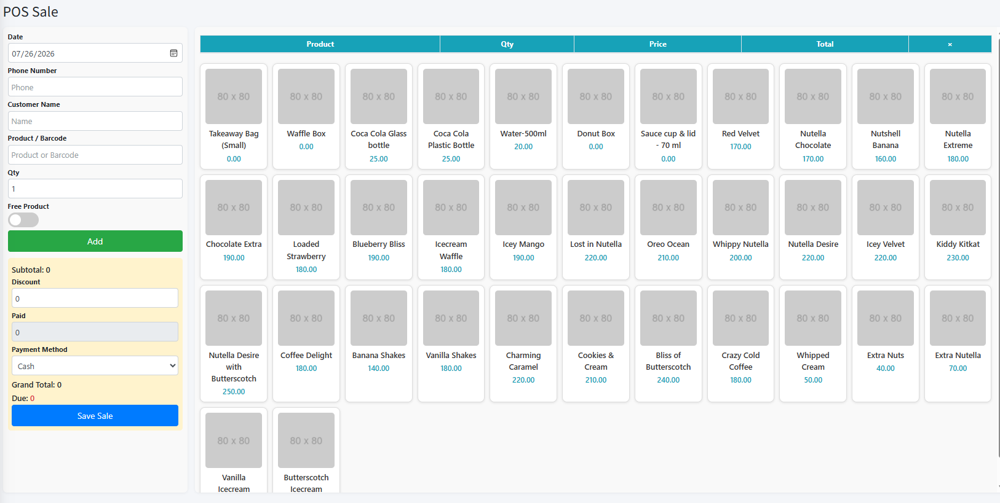 POS Sale
Date
07/26/2026
Phone Number
Phone
Customer Name
Name
Product / Barcode
Product or Barcode
Qty
1
Free Product
Add
Subtotal: 0
Discount
0
Paid
0
Payment Method
Cash
Grand Total: 0
Due: 0
Save Sale
Product Qty Price Total ×
80 x 80 80 x 80 80 x 80 80 x 80 80 x 80 80 x 80 80 x 80 80 x 80 80 x 80 80 x 80 80 x 80
Takeaway Bag
(Small)
0.00
Waffle Box
0.00
Coca Cola Glass
bottle
25.00
Coca Cola
Plastic Bottle
25.00
Water-500ml
20.00
Donut Box
0.00
Sauce cup & lid
- 70 ml
0.00
Red Velvet
170.00
Nutella
Chocolate
170.00
Nutshell
Banana
160.00
Nutella
Extreme
180.00
80 x 80 80 x 80 80 x 80 80 x 80 80 x 80 80 x 80 80 x 80 80 x 80 80 x 80 80 x 80 80 x 80
Chocolate Extra
190.00
Loaded
Strawberry
180.00
Blueberry Bliss
190.00
Icecream
Waffle
180.00
Icey Mango
190.00
Lost in Nutella
220.00
Oreo Ocean
210.00
Whippy Nutella
200.00
Nutella Desire
220.00
Icey Velvet
220.00
Kiddy Kitkat
230.00
80 x 80 80 x 80 80 x 80 80 x 80 80 x 80 80 x 80 80 x 80 80 x 80 80 x 80 80 x 80 80 x 80
Nutella Desire
with
Butterscotch
250.00
Coffee Delight
180.00
Banana Shakes
140.00
Vanilla Shakes
180.00
Charming
Caramel
220.00
Cookies &
Cream
210.00
Bliss of
Butterscotch
240.00
Crazy Cold
Coffee
180.00
Whipped
Cream
50.00
Extra Nuts
40.00
Extra Nutella
70.00
80 x 80 80 x 80
Vanilla
Icecream
Butterscotch
Icecream